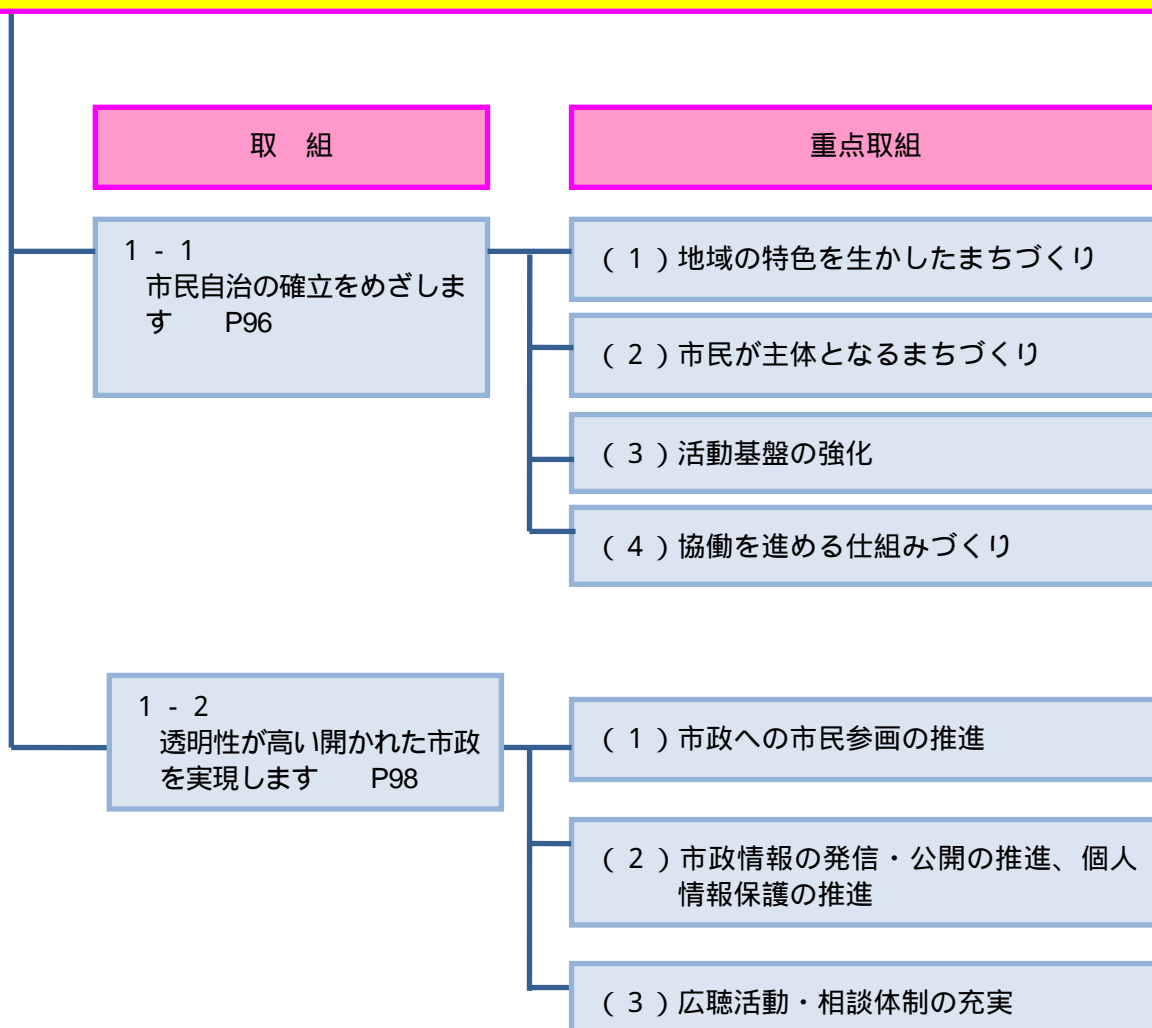 取　組
重点取組
1 - 1
市民自治の確立をめざしま
す　　P96
(1)地域の特色を生かしたまちづくり
(2)市民が主体となるまちづくり
(3)活動基盤の強化
(4)協働を進める仕組みづくり
1 - 2
透明性が高い開かれた市政
を実現します　　P98
(1)市政への市民参画の推進
(2)市政情報の発信・公開の推進、個人
情報保護の推進
(3)広聴活動・相談体制の充実